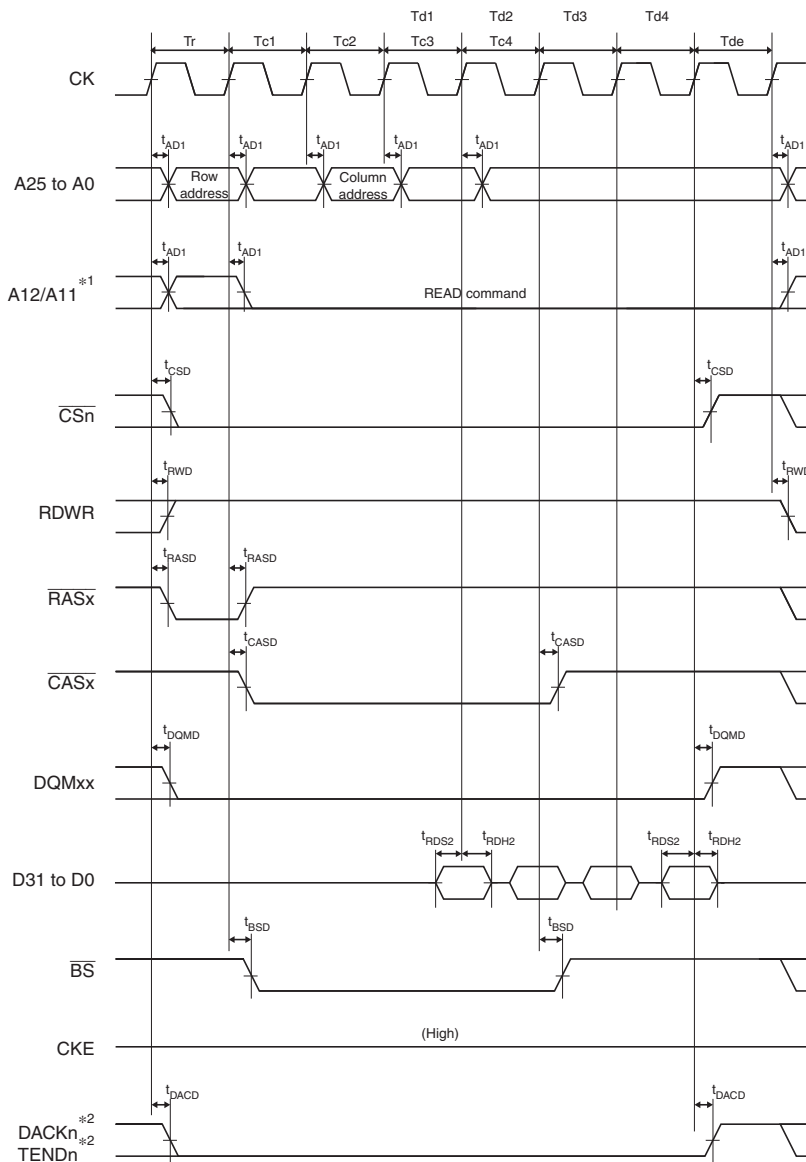 Td1 Td2 Td3 Td4
Tr Tc1 Tc2 Tc3 Tc4 Tde
CK
tAD1 tAD1 tAD1 tAD1 tAD1 tAD1
A25 to A0
Row address
Column address
tAD1 tAD1 tAD1
A12/A11*1
READ command
tCSD tCSD
CSn
tRWD tRWD
RDWR
tRASD tRASD
RASx
tCASD tCASD
CASx
tDQMD tDQMD
DQMxx
tRDS2 tRDH2 tRDS2 tRDH2
D31 to D0
tBSD tBSD
BS
(High)
CKE
tDACD tDACD
DACKn*2
TENDn*2